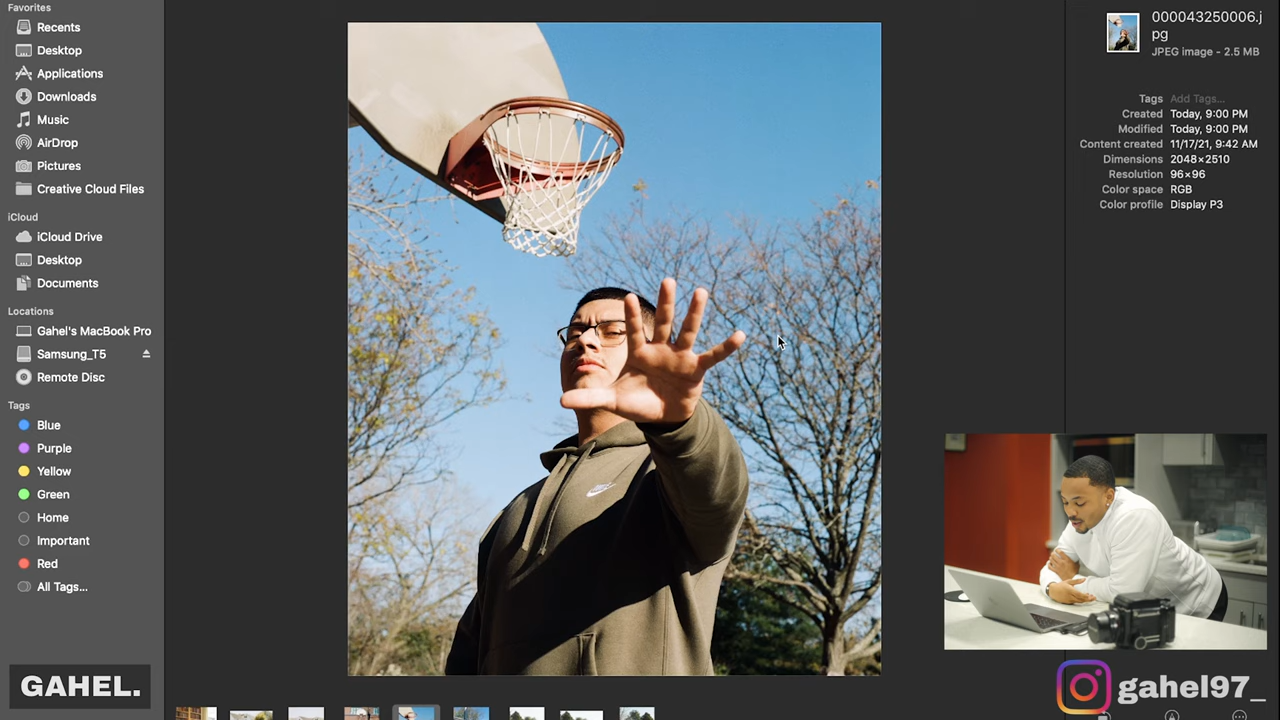 Favorites
Recents
Desktop
Applications
Downloads
Music
AirDrop
Pictures
Creative Cloud Files
iCloud
iCloud Drive
Desktop
Documents
Locations
Gahel's MacBook Pro
Samsung_T5
Remote Disc
Tags
Blue
Purple
Yellow
Green
Home
Important
Red
All Tags...
GAHEL.
000043250006.j
pg
JPEG image - 2.5 MB
Tags Add Tags...
Created Today, 9:00 PM
Modified Today, 9:00 PM
Content created 11/17/21, 9:42 AM
Dimensions 2048×2510
Resolution 96×96
Color space RGB
Color profile Display P3
gahel97_